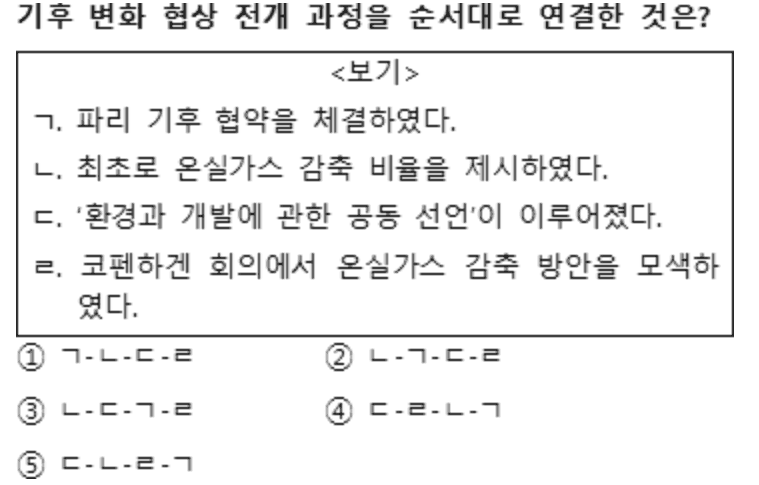 기후 변화 협상 전개 과정을 순서대로 연결한 것은?
<보기>
ㄱ. 파리 기후 협약을 체결하였다.
ㄴ. 최초로 온실가스 감축 비율을 제시하였다.
ㄷ. '환경과 개발에 관한 공동 선언'이 이루어졌다.
ㄹ. 코펜하겐 회의에서 온실가스 감축 방안을 모색하
였다.
① ㄱ-ㄴ-ㄷ-ㄹ ② ㄴ-ㄱ-ㄷ-ㄹ
③ ㄴ-ㄷ-ㄱ-ㄹ ④ ㄷ-ㄹ-ㄴ-ㄱ
⑤ ㄷ-ㄴ-ㄹ-ㄱ